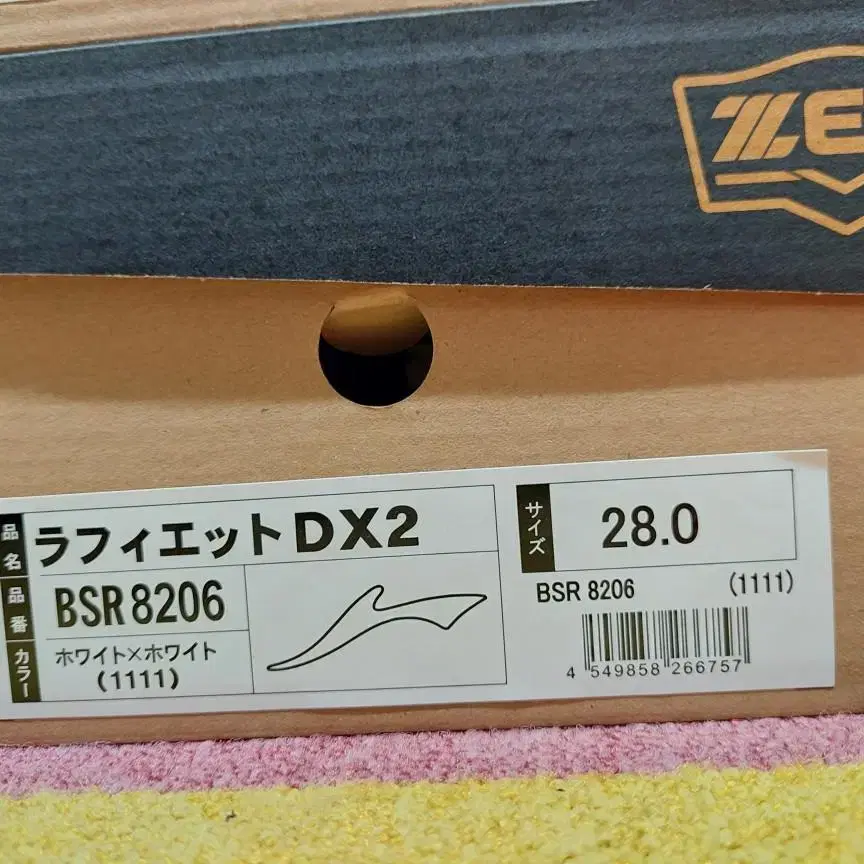 ZE
品名
ラフィエットDX2
サイズ
28.0
品番
BSR8206
BSR 8206 (1111)
カラー
ホワイト×ホワイト
(1111)
4 549858 266757